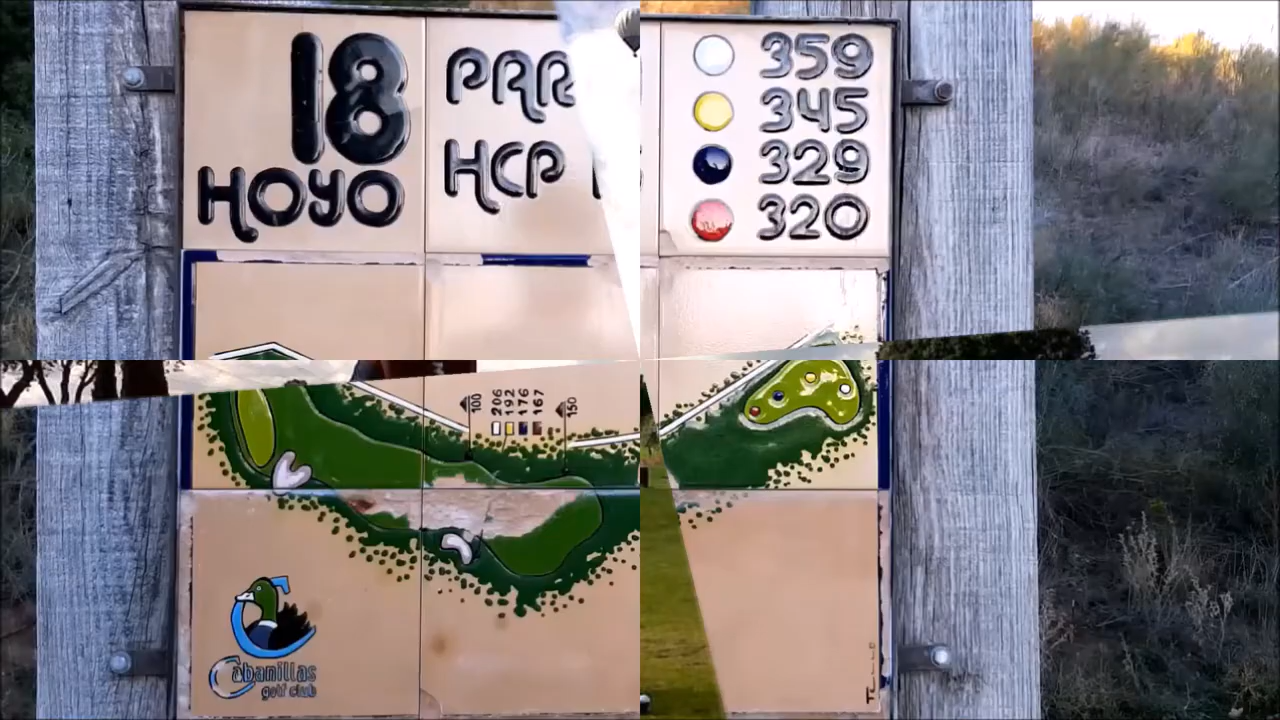 18
HOYO
PAR
HCP
359
345
329
320
100
206
192
176
167
150
Cabanillas
golf club